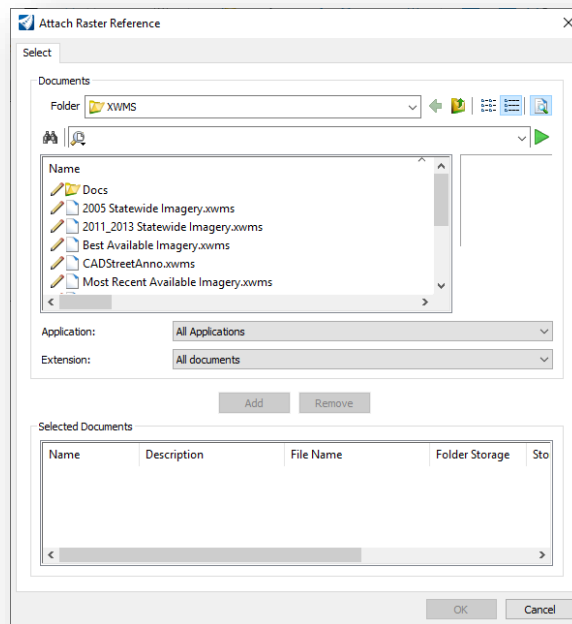 Attach Raster Reference
Select
Documents
Folder XWMS
Name
Docs
2005 Statewide Imagery.xwms
2011_2013 Statewide Imagery.xwms
Best Available Imagery.xwms
CADStreetAnno.xwms
Most Recent Available Imagery.xwms
Application: All Applications
Extension: All documents
Add Remove
Selected Documents
Name Description File Name Folder Storage Sto
OK Cancel